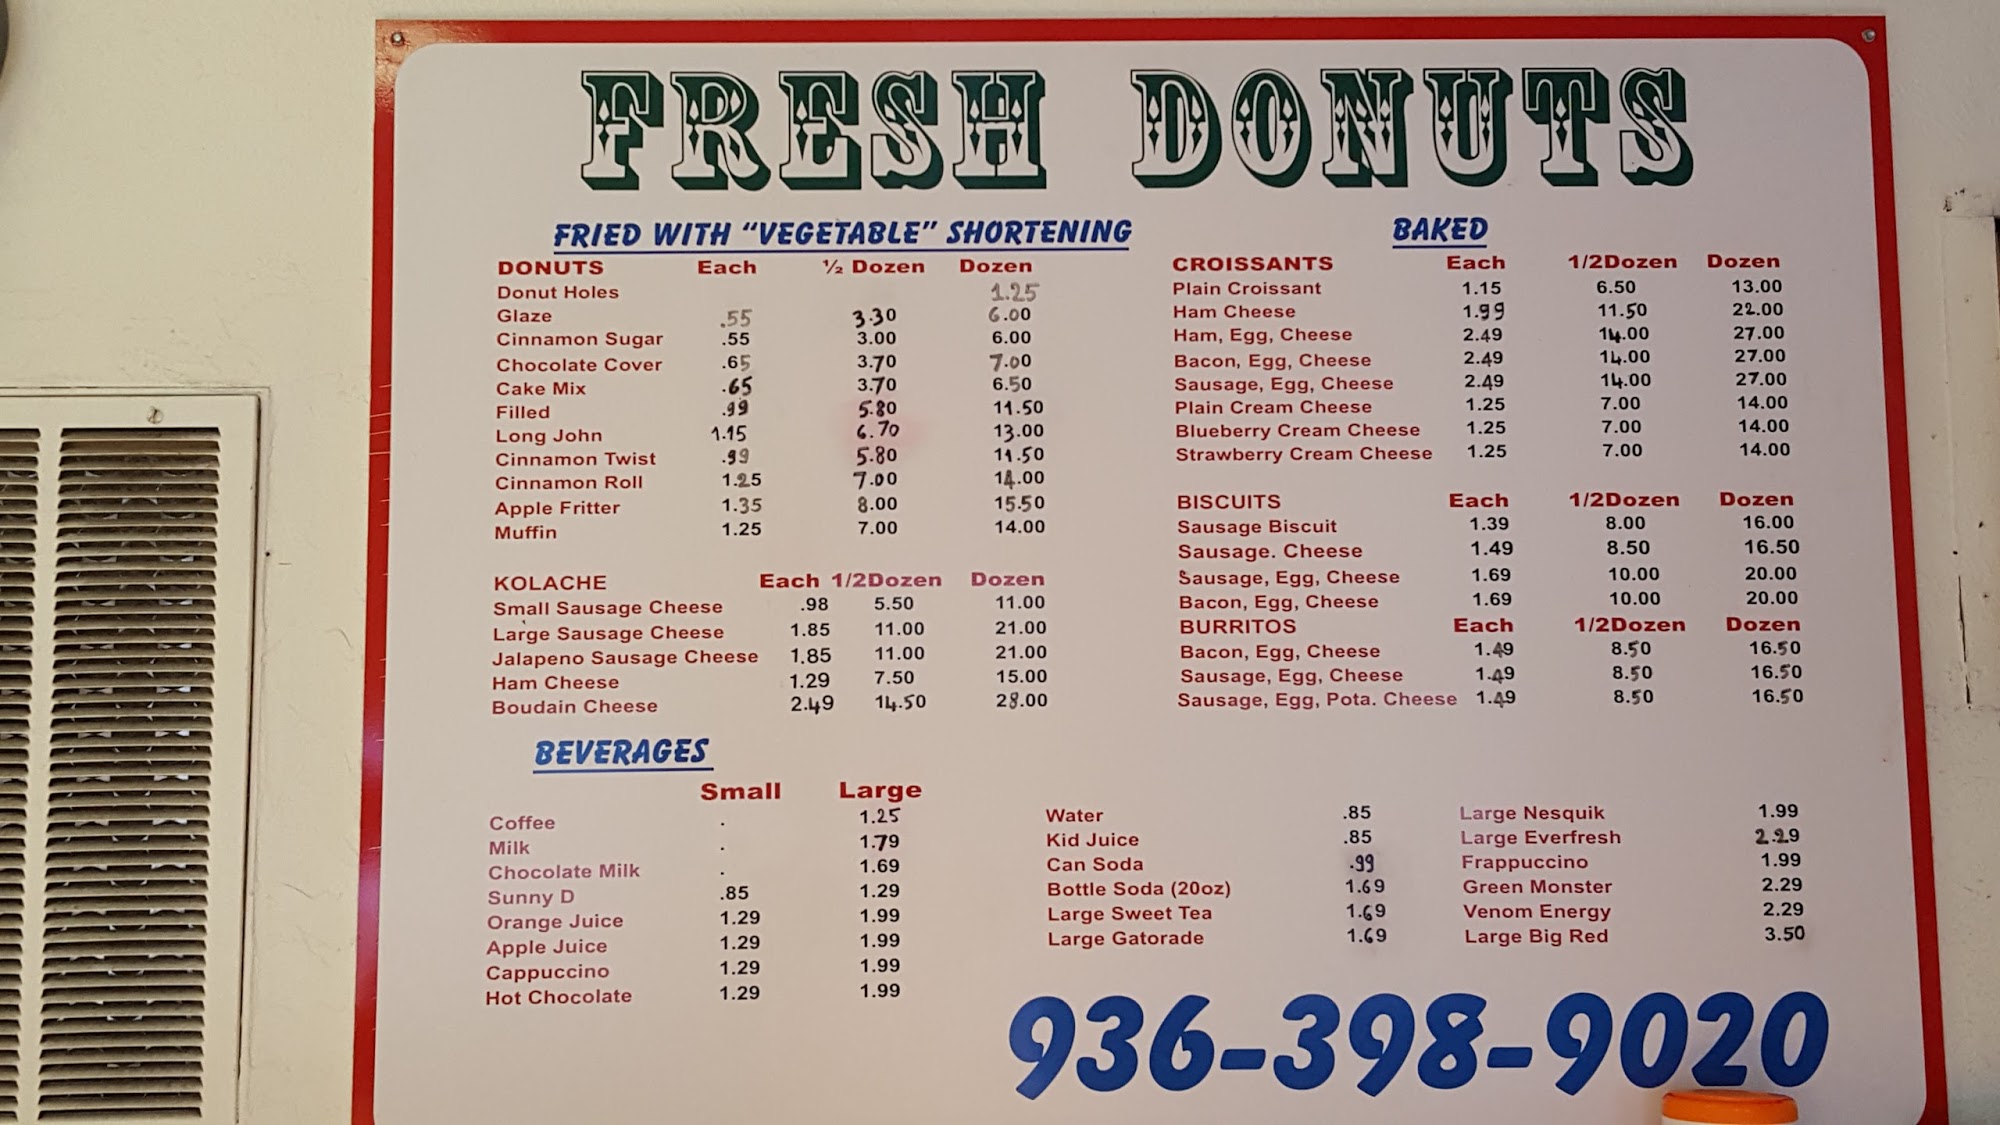 FRESH DONUTS
FRIED WITH "VEGETABLE" SHORTENING
DONUTS Each ½ Dozen Dozen
Donut Holes 1.25
Glaze .55 3.30 6.00
Cinnamon Sugar .55 3.00 6.00
Chocolate Cover .65 3.70 7.00
Cake Mix .65 3.70 6.50
Filled .99 5.80 11.50
Long John 1.15 6.70 13.00
Cinnamon Twist .99 5.80 11.50
Cinnamon Roll 1.25 7.00 14.00
Apple Fritter 1.35 8.00 15.50
Muffin 1.25 7.00 14.00
KOLACHE Each 1/2Dozen Dozen
Small Sausage Cheese .98 5.50 11.00
Large Sausage Cheese 1.85 11.00 21.00
Jalapeno Sausage Cheese 1.85 11.00 21.00
Ham Cheese 1.29 7.50 15.00
Boudain Cheese 2.49 14.50 28.00
BAKED
CROISSANTS Each 1/2Dozen Dozen
Plain Croissant 1.15 6.50 13.00
Ham Cheese 1.99 11.50 22.00
Ham, Egg, Cheese 2.49 14.00 27.00
Bacon, Egg, Cheese 2.49 14.00 27.00
Sausage, Egg, Cheese 2.49 14.00 27.00
Plain Cream Cheese 1.25 7.00 14.00
Blueberry Cream Cheese 1.25 7.00 14.00
Strawberry Cream Cheese 1.25 7.00 14.00
BISCUITS Each 1/2Dozen Dozen
Sausage Biscuit 1.39 8.00 16.00
Sausage. Cheese 1.49 8.50 16.50
Sausage, Egg, Cheese 1.69 10.00 20.00
Bacon, Egg, Cheese 1.69 10.00 20.00
BURRITOS Each 1/2Dozen Dozen
Bacon, Egg, Cheese 1.49 8.50 16.50
Sausage, Egg, Cheese 1.49 8.50 16.50
Sausage, Egg, Pota. Cheese 1.49 8.50 16.50
BEVERAGES
Small Large
Coffee . 1.25
Milk . 1.79
Chocolate Milk . 1.69
Sunny D .85 1.29
Orange Juice 1.29 1.99
Apple Juice 1.29 1.99
Cappuccino 1.29 1.99
Hot Chocolate 1.29 1.99
Water .85
Kid Juice .85
Can Soda .99
Bottle Soda (20oz) 1.69
Large Sweet Tea 1.69
Large Gatorade 1.69
Large Nesquik 1.99
Large Everfresh 2.29
Frappuccino 1.99
Green Monster 2.29
Venom Energy 2.29
Large Big Red 3.50
936-398-9020